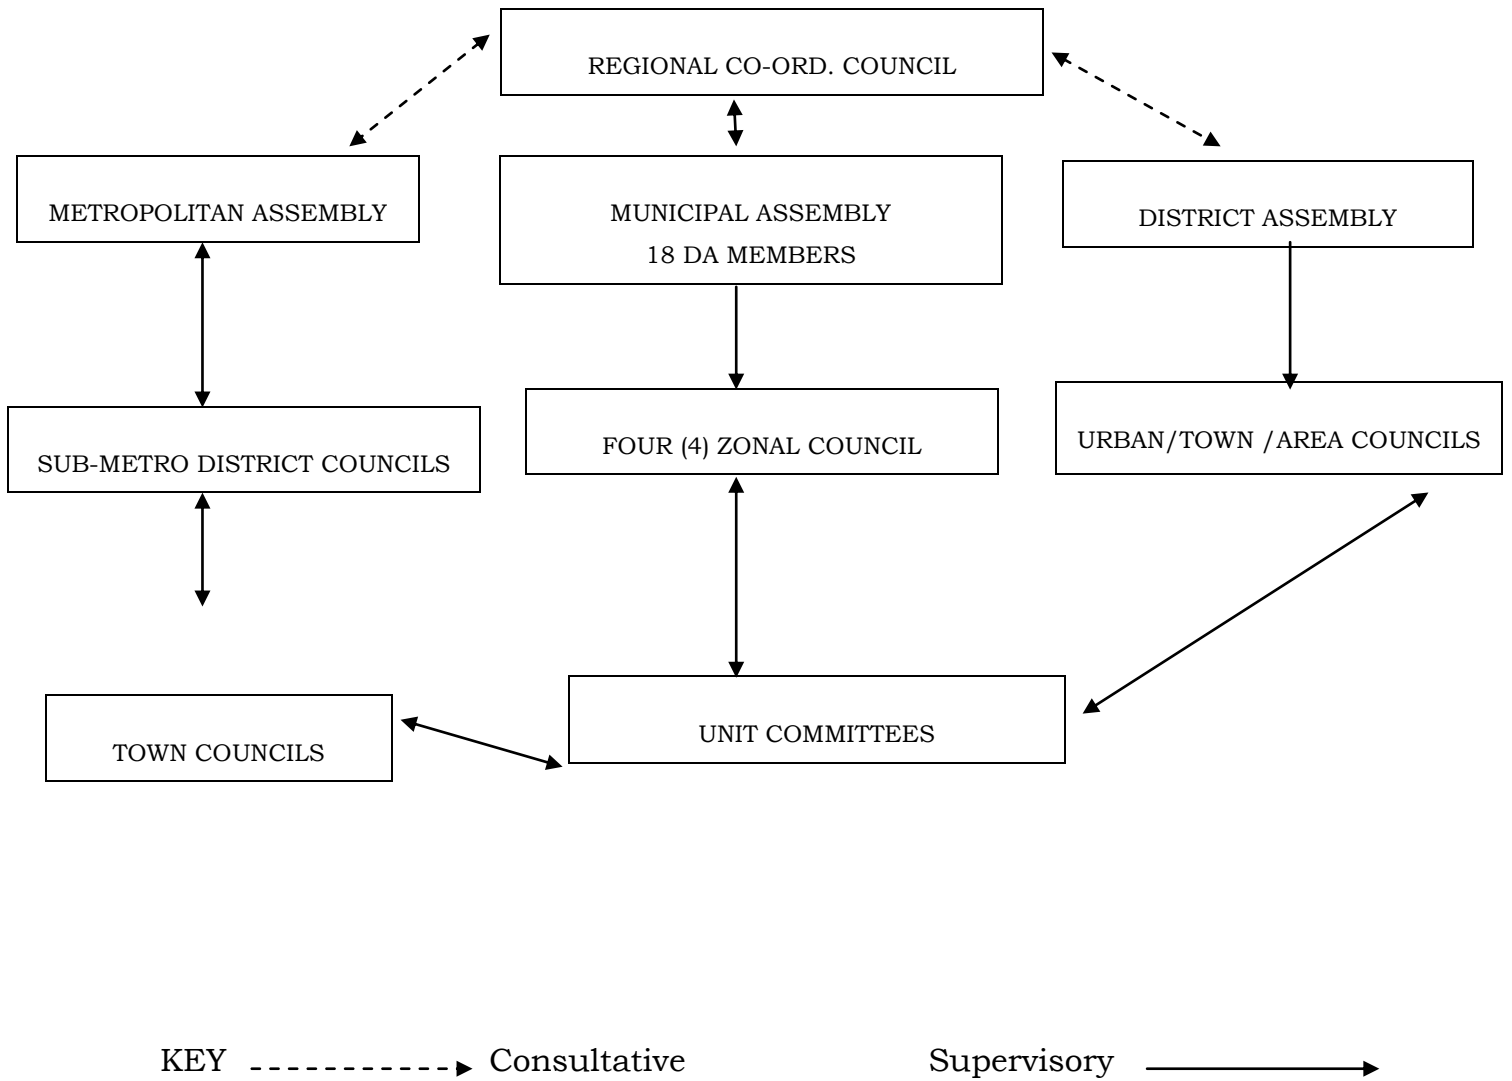 REGIONAL CO-ORD. COUNCIL
METROPOLITAN ASSEMBLY
MUNICIPAL ASSEMBLY
18 DA MEMBERS
DISTRICT ASSEMBLY
SUB-METRO DISTRICT COUNCILS
FOUR (4) ZONAL COUNCIL
URBAN/TOWN /AREA COUNCILS
TOWN COUNCILS
UNIT COMMITTEES
KEY Consultative Supervisory